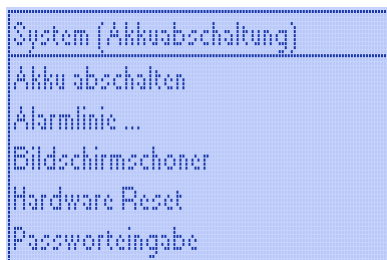 System (Akkuabschaltung)
Akku abschalten
Alarmlinie ...
Bildschirmschoner
Hardware Reset
Passworteingabe